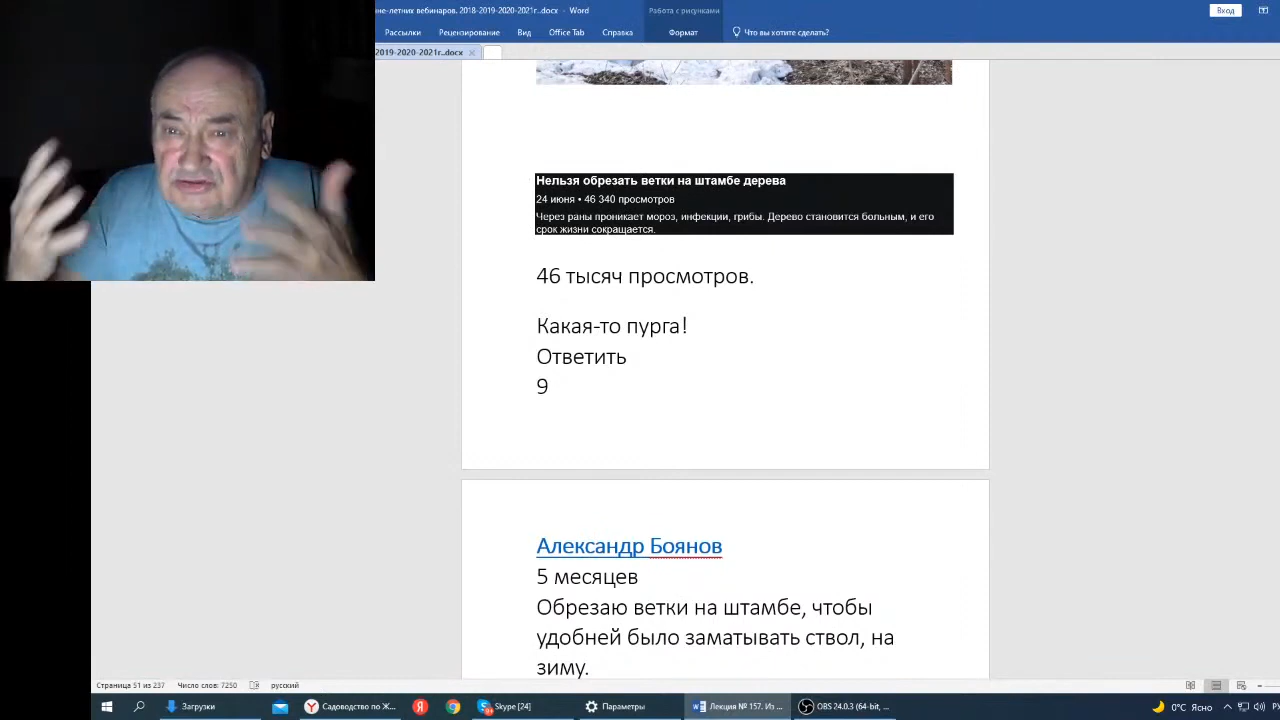 не-летних вебинаров. 2018-2019-2020-2021г..docx - Word
Работа с рисунками
Вход
Рассылки
Рецензирование
Вид
Office Tab
Справка
Формат
Что вы хотите сделать?
2019-2020-2021г..docx
Нельзя обрезать ветки на штамбе дерева
24 июня • 46 340 просмотров
Через раны проникает мороз, инфекции, грибы. Дерево становится больным, и его
срок жизни сокращается.
46 тысяч просмотров.
Какая-то пурга!
Ответить
9
Александр Боянов
5 месяцев
Обрезаю ветки на штамбе, чтобы
удобней было заматывать ствол, на
зиму.
Страница 51 из 237
Число слов: 7250
русский
Загрузки
Садоводство по Ж...
Skype [24]
Параметры
Лекция № 157. Из ...
OBS 24.0.3 (64-bit, ...
0°C Ясно